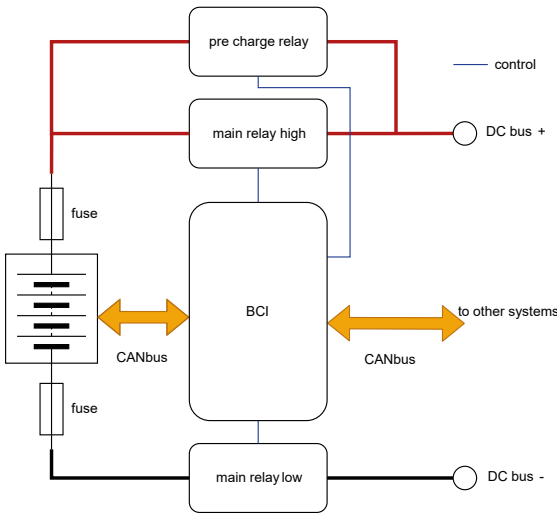 pre charge relay
control
main relay high
DC bus +
fuse
BCI
to other systems
CANbus
CANbus
fuse
main relay low
DC bus -